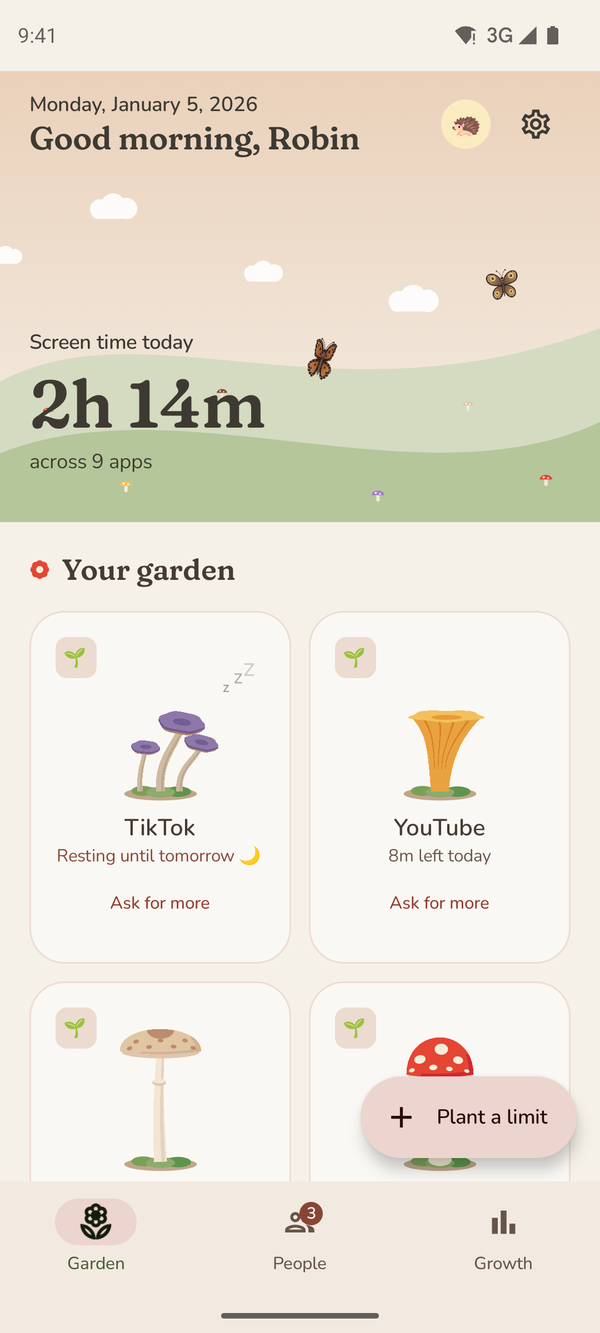 9:41
3G
Monday, January 5, 2026
Good morning, Robin
Screen time today
2h 14m
across 9 apps
Your garden
z z Z
TikTok
Resting until tomorrow 🌙
Ask for more
YouTube
8m left today
Ask for more
+ Plant a limit
3
Garden
People
Growth